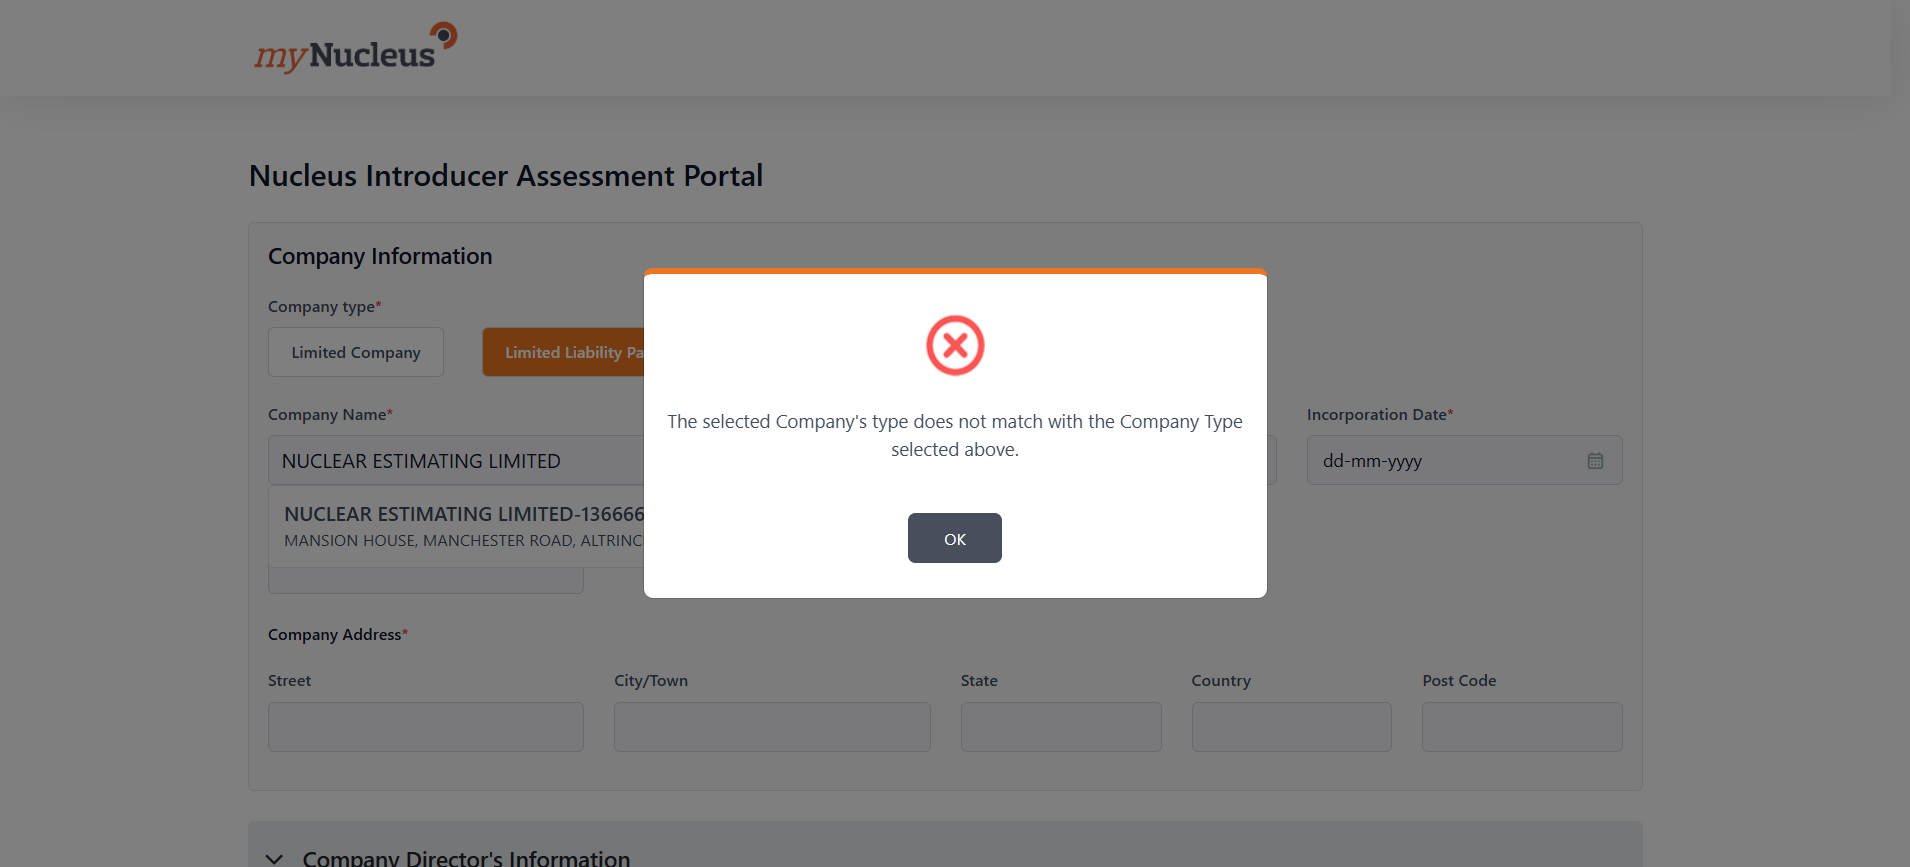 myNucleus
Nucleus Introducer Assessment Portal
Company Information
Company type*
Limited Company
Limited Liability Pa
Company Name*
Incorporation Date*
NUCLEAR ESTIMATING LIMITED
dd-mm-yyyy
NUCLEAR ESTIMATING LIMITED-136666
MANSION HOUSE, MANCHESTER ROAD, ALTRINC
The selected Company's type does not match with the Company Type
selected above.
OK
Company Address*
Street
City/Town
State
Country
Post Code
Company Director's Information